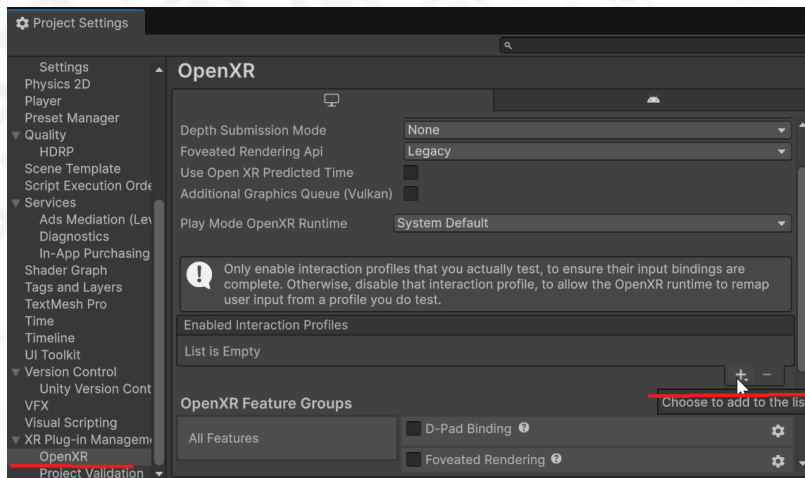 Project Settings
Settings
Physics 2D
Player
Preset Manager
Quality
HDRP
Scene Template
Script Execution Orde
Services
Ads Mediation (Lev
Diagnostics
In-App Purchasing
Shader Graph
Tags and Layers
TextMesh Pro
Time
Timeline
UI Toolkit
Version Control
Unity Version Cont
VFX
Visual Scripting
XR Plug-in Manageme
OpenXR
Project Validation
OpenXR
Depth Submission Mode None
Foveated Rendering Api Legacy
Use Open XR Predicted Time
Additional Graphics Queue (Vulkan)
Play Mode OpenXR Runtime System Default
Only enable interaction profiles that you actually test, to ensure their input bindings are
complete. Otherwise, disable that interaction profile, to allow the OpenXR runtime to remap
user input from a profile you do test.
Enabled Interaction Profiles
List is Empty
Choose to add to the lis
OpenXR Feature Groups
All Features
D-Pad Binding
Foveated Rendering